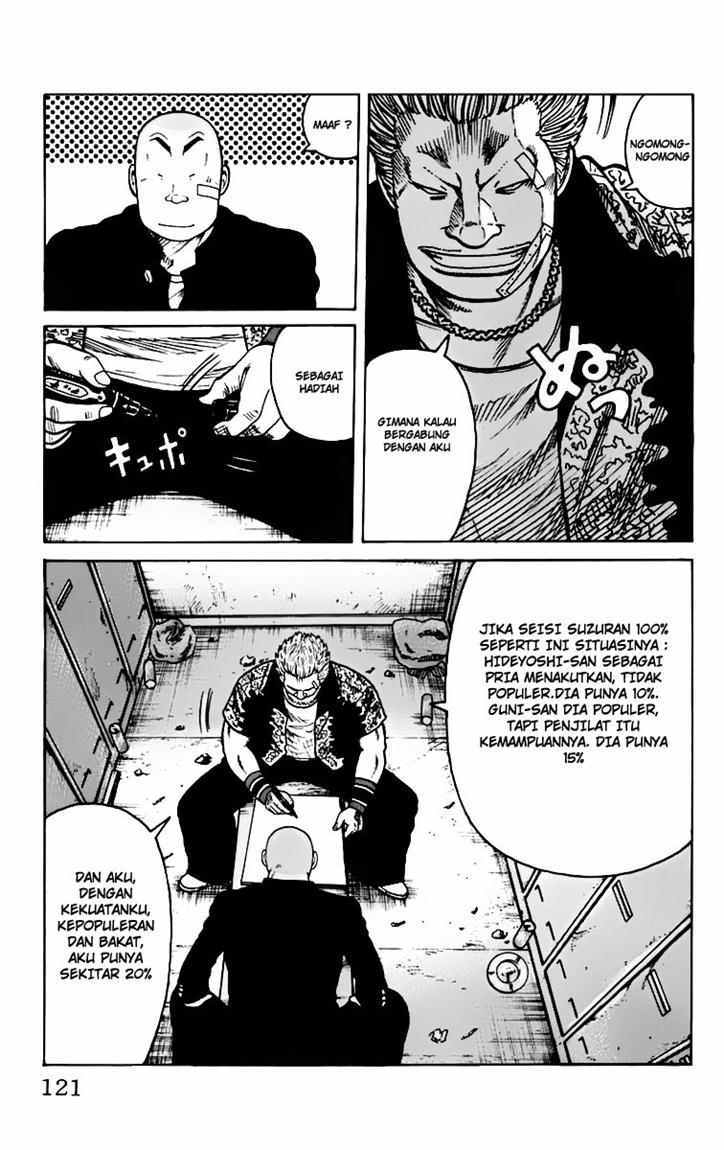 NGOMONG-
NGOMONG
GIMANA KALAU
BERGABUNG
DENGAN AKU
ぬっ
MAAF ?
SEBAGAI
HADIAH
キュポ
JIKA SEISI SUZURAN 100%
SEPERTI INI SITUASINYA :
HIDEYOSHI-SAN SEBAGAI
PRIA MENAKUTKAN, TIDAK
POPULER.DIA PUNYA 10%.
GUNI-SAN DIA POPULER,
TAPI PENJILAT ITU
KEMAMPUANNYA. DIA PUNYA
15%
DAN AKU,
DENGAN
KEKUATANKU,
KEPOPULERAN
DAN BAKAT,
AKU PUNYA
SEKITAR 20%
121